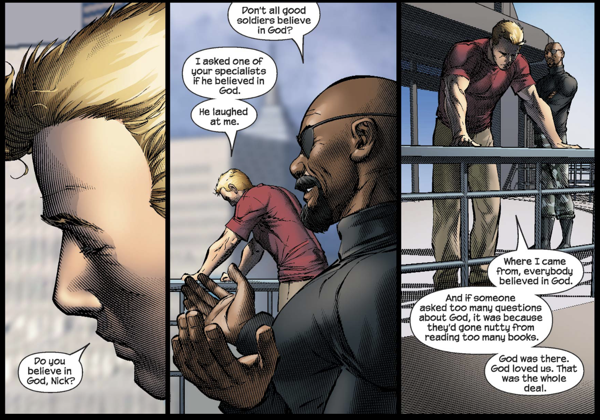 Do you
believe in
God, Nick?
Don't all good
soldiers believe
in God?
I asked one
of your
specialists
if he believed in
God.
He laughed
at me.
Where I came
from, everybody
believed in God.
And if someone
asked too many questions
about God, it was because
they'd gone nutty from
reading too many books.
God was there.
God loved us. That
was the whole
deal.